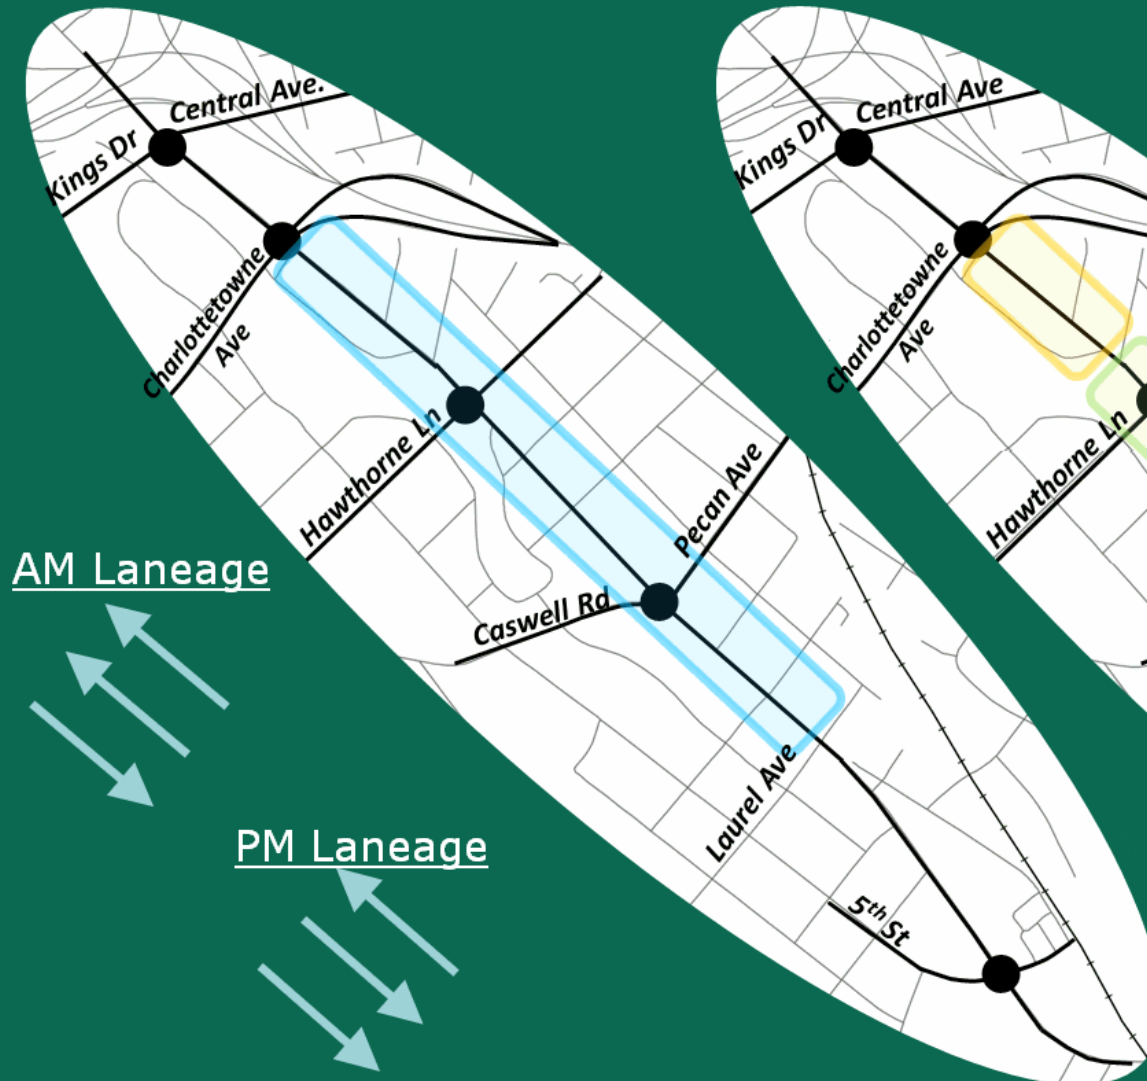 Central Ave.
Kings Dr
Charlottetowne
Ave
Hawthorne Ln
Pecan Ave
Caswell Rd
Laurel Ave
5th St
AM Laneage
PM Laneage
Central Ave
Kings Dr
Charlottetowne
Ave
Hawthorne Ln